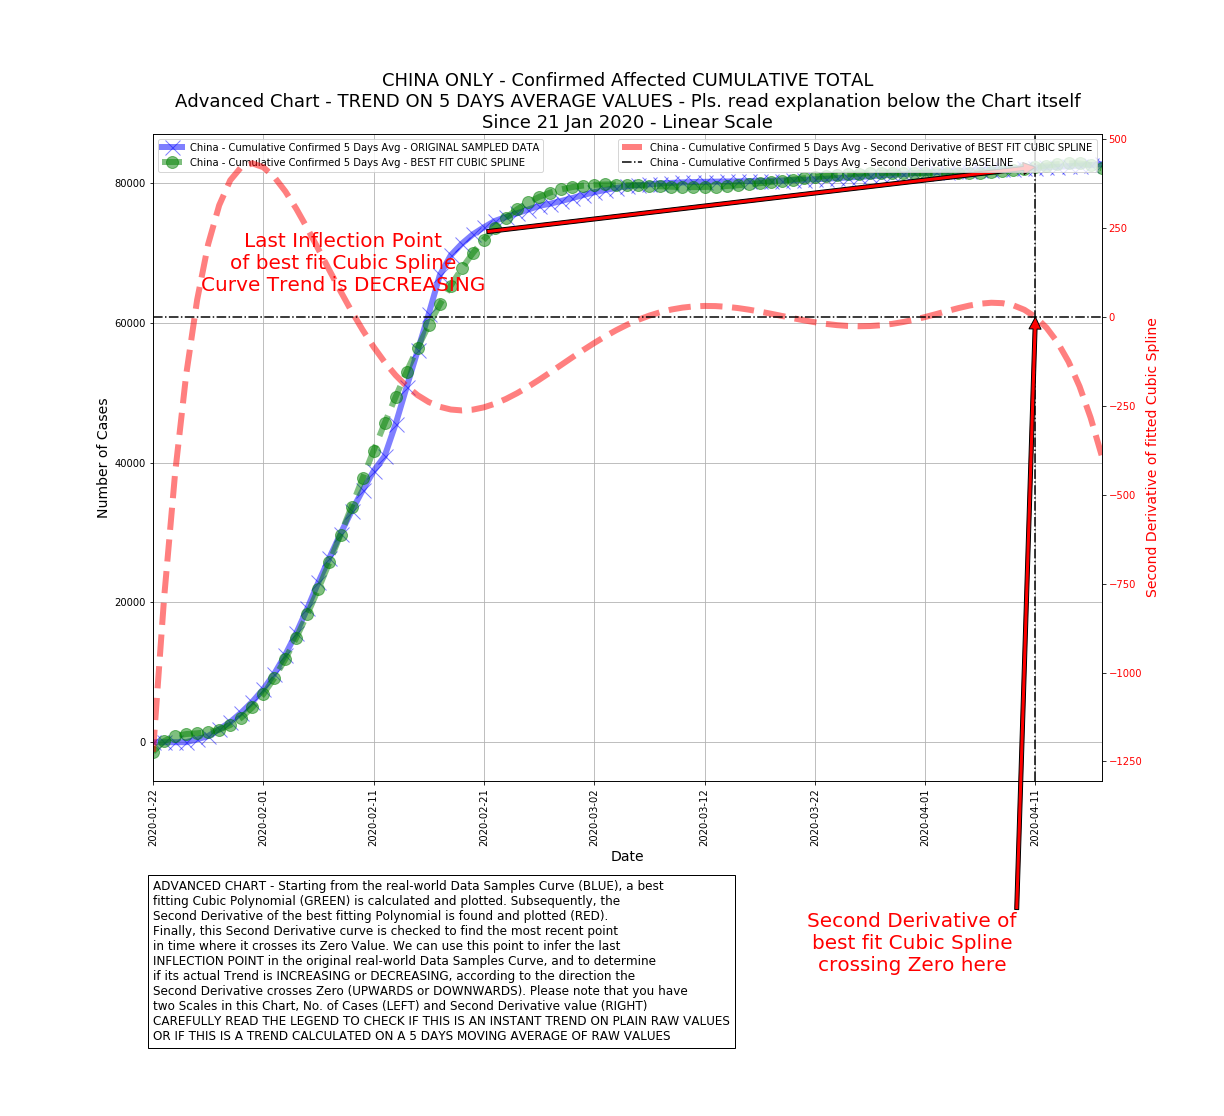 CHINA ONLY - Confirmed Affected CUMULATIVE TOTAL
Advanced Chart - TREND ON 5 DAYS AVERAGE VALUES - Pls. read explanation below the Chart itself
Since 21 Jan 2020 - Linear Scale
China - Cumulative Confirmed 5 Days Avg - ORIGINAL SAMPLED DATA
China - Cumulative Confirmed 5 Days Avg - BEST FIT CUBIC SPLINE
China - Cumulative Confirmed 5 Days Avg - Second Derivative of BEST FIT CUBIC SPLINE
China - Cumulative Confirmed 5 Days Avg - Second Derivative BASELINE
Last Inflection Point
of best fit Cubic Spline
Curve Trend is DECREASING
Number of Cases
80000
60000
40000
20000
0
500
250
0
−250
−500
−750
−1000
−1250
Second Derivative of fitted Cubic Spline
2020-01-22
2020-02-01
2020-02-11
2020-02-21
2020-03-02
2020-03-12
2020-03-22
2020-04-01
2020-04-11
Date
ADVANCED CHART - Starting from the real-world Data Samples Curve (BLUE), a best
fitting Cubic Polynomial (GREEN) is calculated and plotted. Subsequently, the
Second Derivative of the best fitting Polynomial is found and plotted (RED).
Finally, this Second Derivative curve is checked to find the most recent point
in time where it crosses its Zero Value. We can use this point to infer the last
INFLECTION POINT in the original real-world Data Samples Curve, and to determine
if its actual Trend is INCREASING or DECREASING, according to the direction the
Second Derivative crosses Zero (UPWARDS or DOWNWARDS). Please note that you have
two Scales in this Chart, No. of Cases (LEFT) and Second Derivative value (RIGHT)
CAREFULLY READ THE LEGEND TO CHECK IF THIS IS AN INSTANT TREND ON PLAIN RAW VALUES
OR IF THIS IS A TREND CALCULATED ON A 5 DAYS MOVING AVERAGE OF RAW VALUES
Second Derivative of
best fit Cubic Spline
crossing Zero here